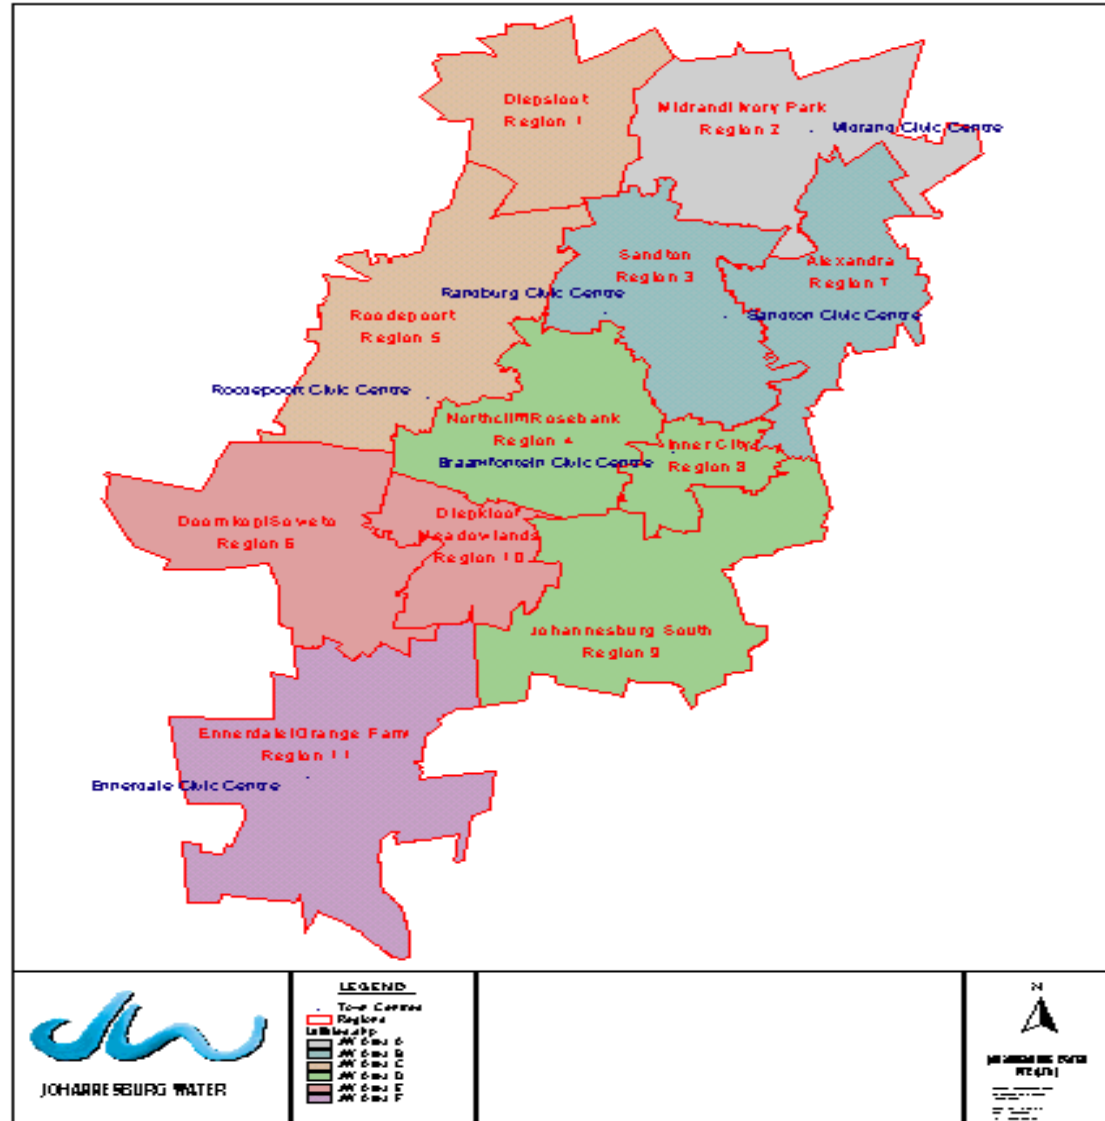 Diepsloot
Region 1
Midrand/Ivory Park
Region 2
Midrand Civic Centre
Sandton
Region 3
Alexandra
Region 7
Randburg Civic Centre
Sandton Civic Centre
Roodepoort
Region 5
Roodepoort Civic Centre
Northcliff/Rosebank
Region 4
Inner City
Region 8
Braamfontein Civic Centre
Doornkop/Soweto
Region 6
Diepkloof
Meadowlands
Region 10
Johannesburg South
Region 9
Ennerdale/Orange Farm
Region 11
Ennerdale Civic Centre
LEGEND
Regions
N
JOHANNESBURG WATER